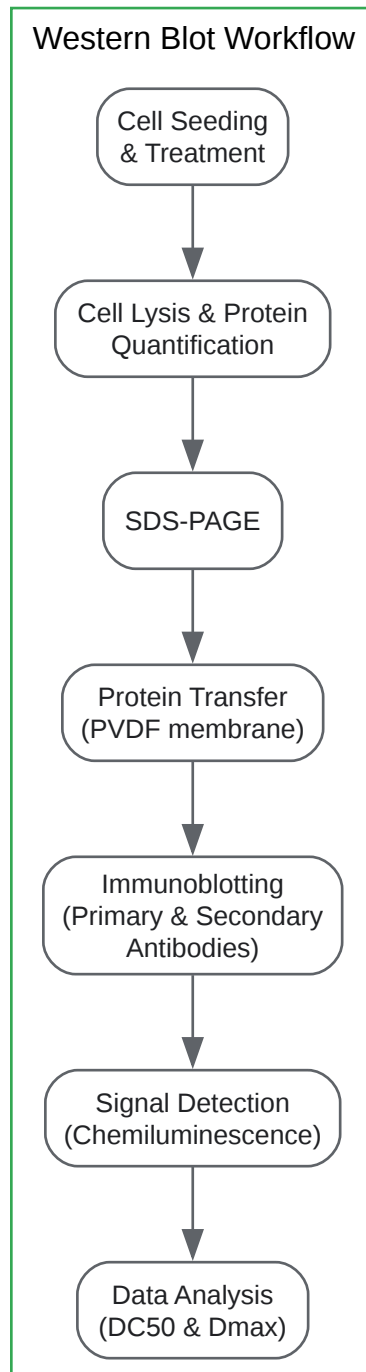 Western Blot Workflow
Cell Seeding
& Treatment
Cell Lysis & Protein
Quantification
SDS-PAGE
Protein Transfer
(PVDF membrane)
Immunoblotting
(Primary & Secondary
Antibodies)
Signal Detection
(Chemiluminescence)
Data Analysis
(DC50 & Dmax)